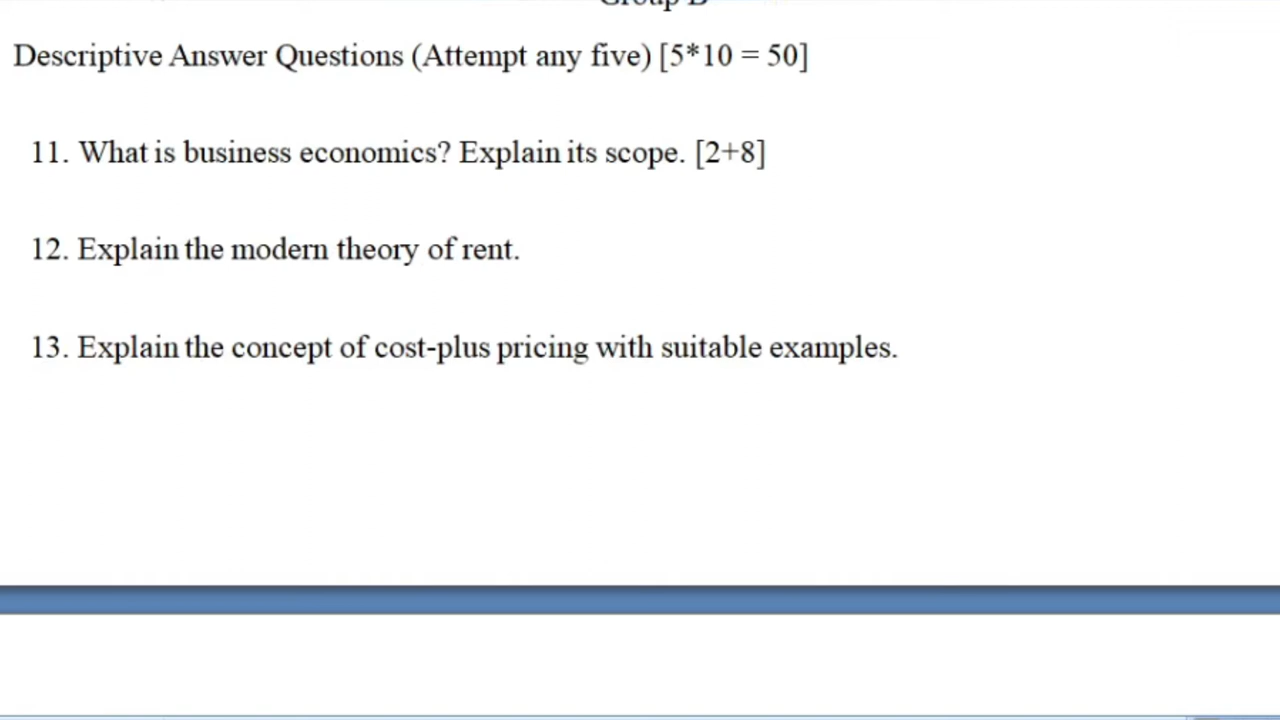 Group B
Descriptive Answer Questions (Attempt any five) [5*10 = 50]
11. What is business economics? Explain its scope. [2+8]
12. Explain the modern theory of rent.
13. Explain the concept of cost-plus pricing with suitable examples.